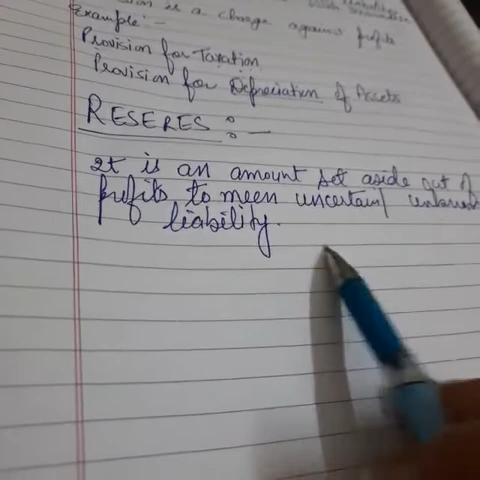 is a charge against profits
Example:-
Provision for Taxation
Provision for Depreciation of Assets
RESERES :-
It is an amount set aside out of
profits to meen uncertain/
liability.